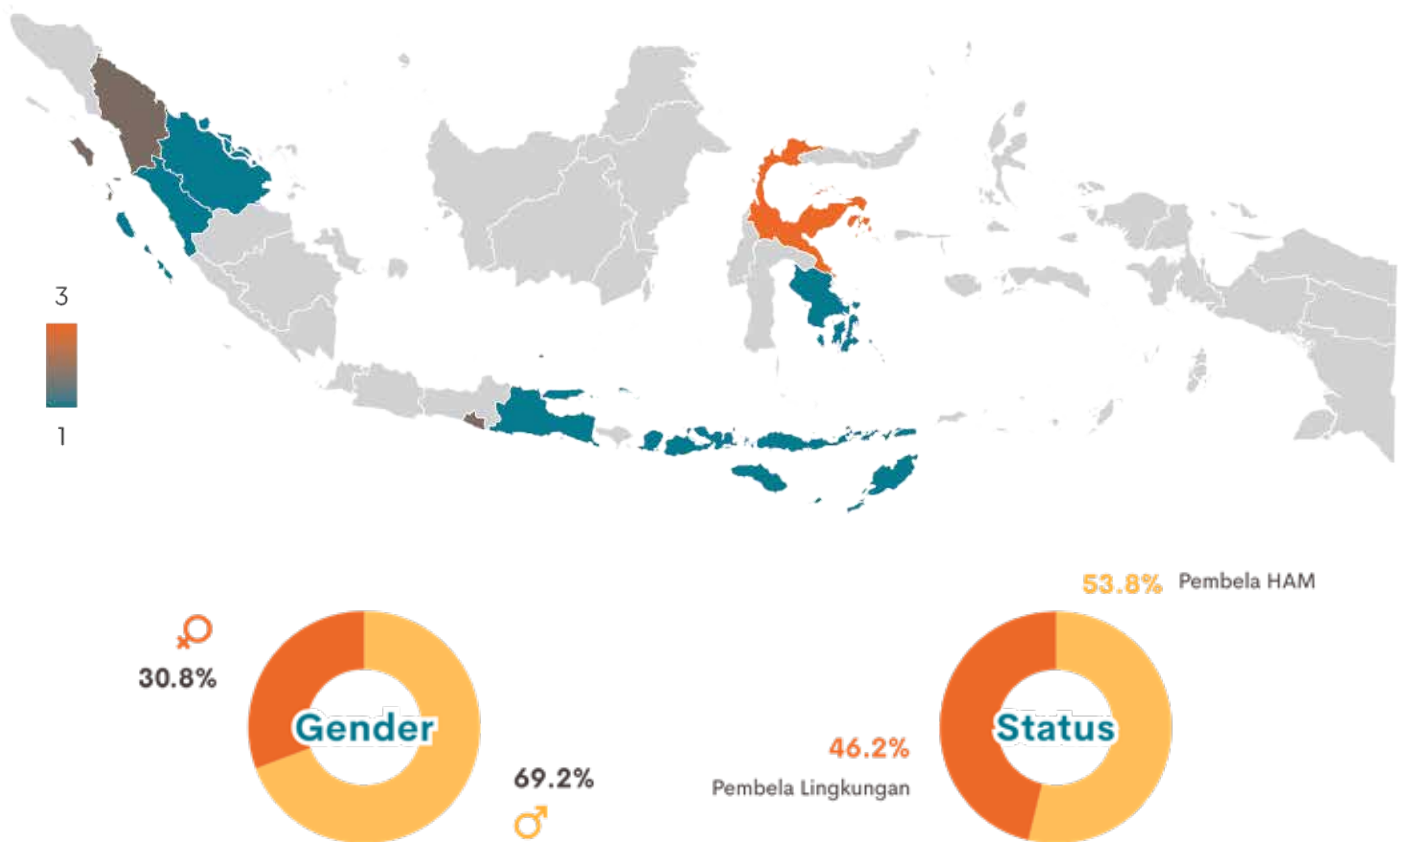 3
1
53.8% Pembela HAM
30.8%
Gender
Status
46.2%
69.2%
Pembela Lingkungan